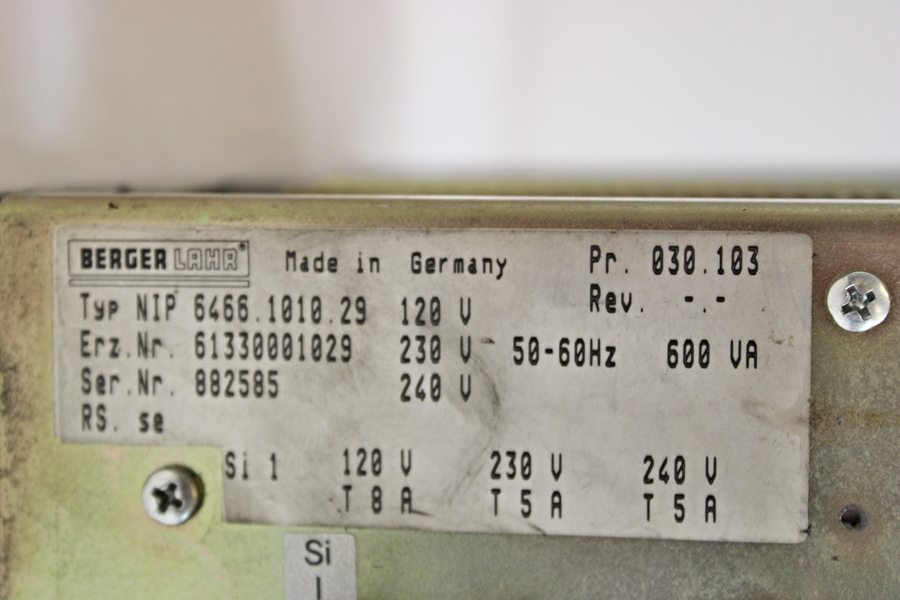 BERGER LAHR® Made in Germany Pr. 030.103
Typ NIP 6466.1010.29 120 V Rev. -.-
Erz.Nr. 61330001029 230 V 50-60Hz 600 VA
Ser.Nr. 882585 240 V
RS. se
Si 1 120 V 230 V 240 V
T 8 A T 5 A T 5 A
Si
I